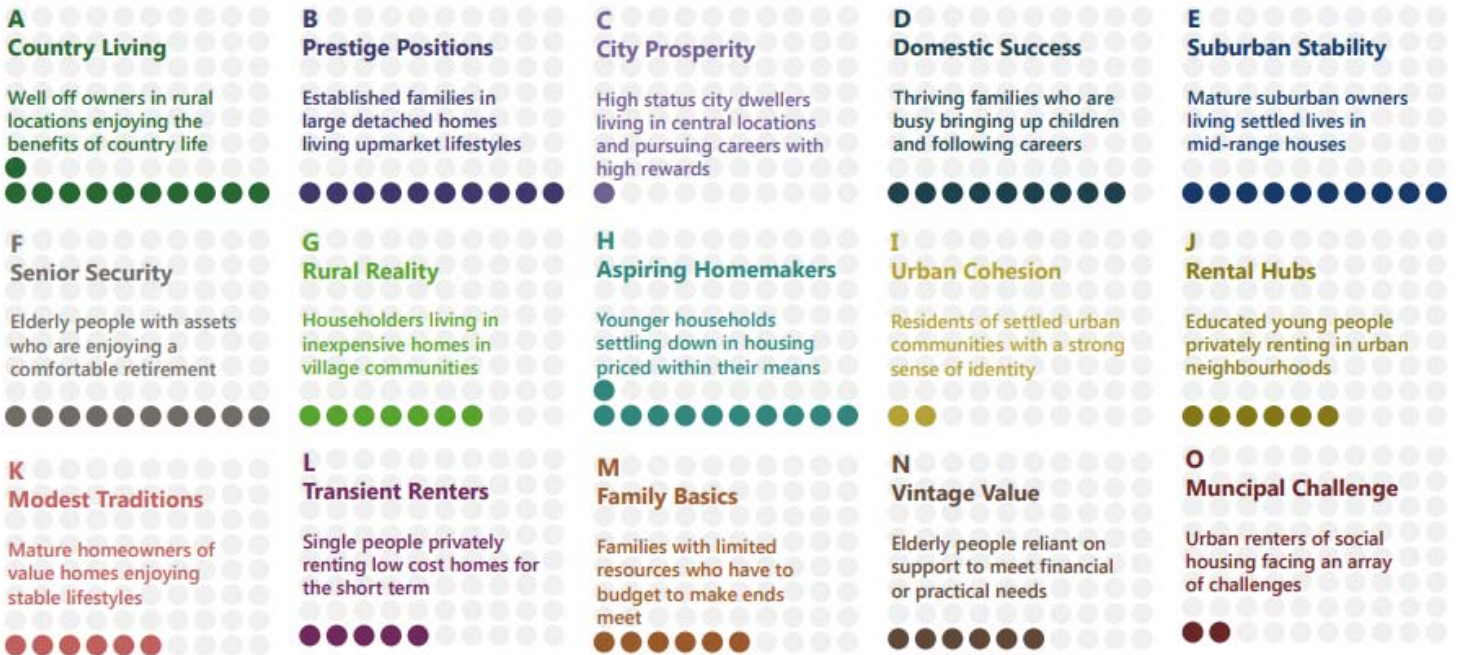 A
Country Living
Well off owners in rural
locations enjoying the
benefits of country life
B
Prestige Positions
Established families in
large detached homes
living upmarket lifestyles
C
City Prosperity
High status city dwellers
living in central locations
and pursuing careers with
high rewards
D
Domestic Success
Thriving families who are
busy bringing up children
and following careers
E
Suburban Stability
Mature suburban owners
living settled lives in
mid-range houses
F
Senior Security
Elderly people with assets
who are enjoying a
comfortable retirement
G
Rural Reality
Householders living in
inexpensive homes in
village communities
H
Aspiring Homemakers
Younger households
settling down in housing
priced within their means
I
Urban Cohesion
Residents of settled urban
communities with a strong
sense of identity
J
Rental Hubs
Educated young people
privately renting in urban
neighbourhoods
K
Modest Traditions
Mature homeowners of
value homes enjoying
stable lifestyles
L
Transient Renters
Single people privately
renting low cost homes for
the short term
M
Family Basics
Families with limited
resources who have to
budget to make ends
meet
N
Vintage Value
Elderly people reliant on
support to meet financial
or practical needs
O
Muncipal Challenge
Urban renters of social
housing facing an array
of challenges